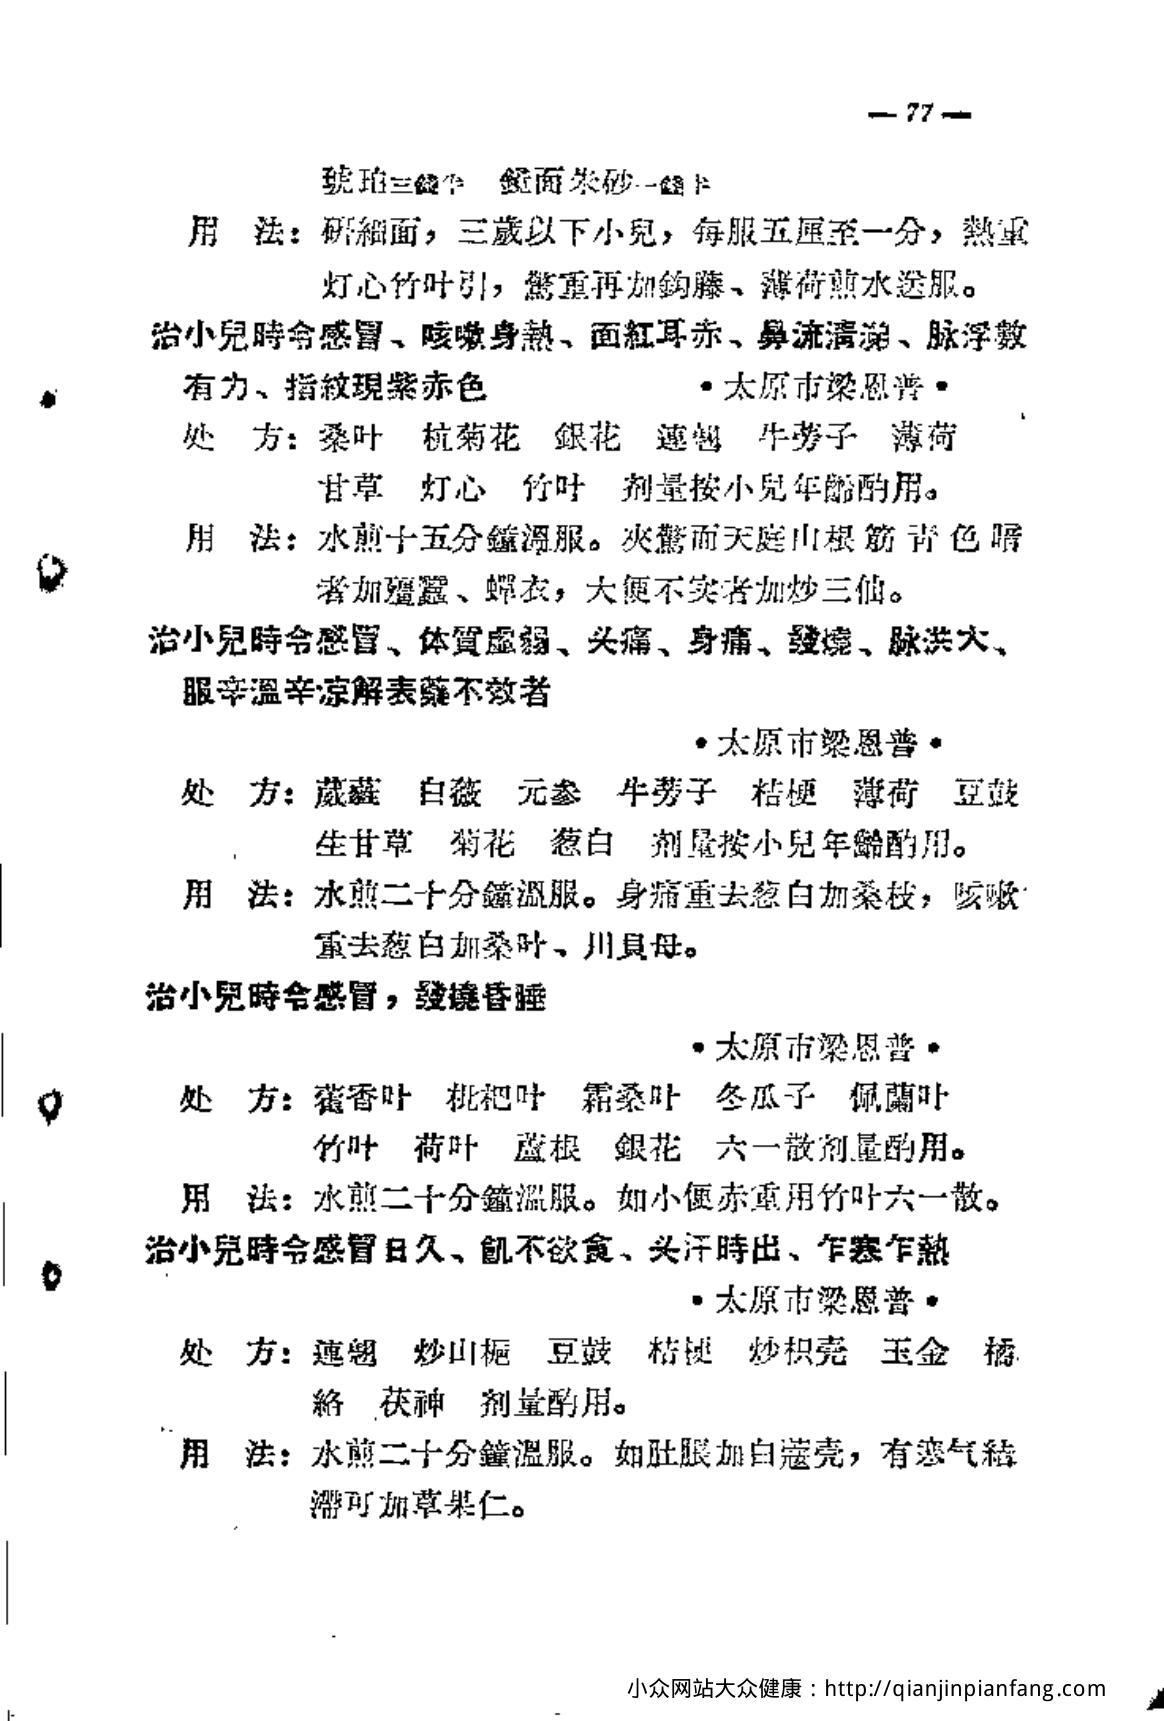 — 77 —
琥珀三錢半　鏡面朱砂一錢半
用　法：研細面，三歲以下小兒，每服五厘至一分，熱重
灯心竹叶引，驚重再加鈎藤、薄荷煎水送服。
治小兒時令感冒、咳嗽身熱、面紅耳赤、鼻流清涕、脉浮數
有力、指紋現紫赤色　•太原市梁恩普•
处　方：桑叶　杭菊花　銀花　連翹　牛蒡子　薄荷
甘草　灯心　竹叶　剂量按小兒年齡酌用。
用　法：水煎十五分鐘溫服。夾驚而天庭山根筋青色暗
者加殭蠶、蟬衣，大便不实者加炒三仙。
治小兒時令感冒、体質虛弱、头痛、身痛、發燒、脉洪大、
服辛溫辛凉解表藥不效者
•太原市梁恩普•
处　方：葳蕤　白薇　元參　牛蒡子　桔梗　薄荷　豆鼓
生甘草　菊花　葱白　剂量按小兒年齡酌用。
用　法：水煎二十分鐘溫服。身痛重去葱白加桑枝，咳嗽
重去葱白加桑叶、川貝母。
治小兒時令感冒，發燒昏睡
•太原市梁恩普•
处　方：藿香叶　枇杷叶　霜桑叶　冬瓜子　佩蘭叶
竹叶　荷叶　蘆根　銀花　六一散剂量酌用。
用　法：水煎二十分鐘溫服。如小便赤重用竹叶六一散。
治小兒時令感冒日久、飢不欲食、头汗時出、乍寒乍熱
•太原市梁恩普•
处　方：連翹　炒山梔　豆鼓　桔梗　炒枳壳　玉金　橘
絡　茯神　剂量酌用。
用　法：水煎二十分鐘溫服。如肚脹加白蔻壳，有寒气結
滯可加草果仁。
小众网站大众健康：http://qianjinpianfang.com